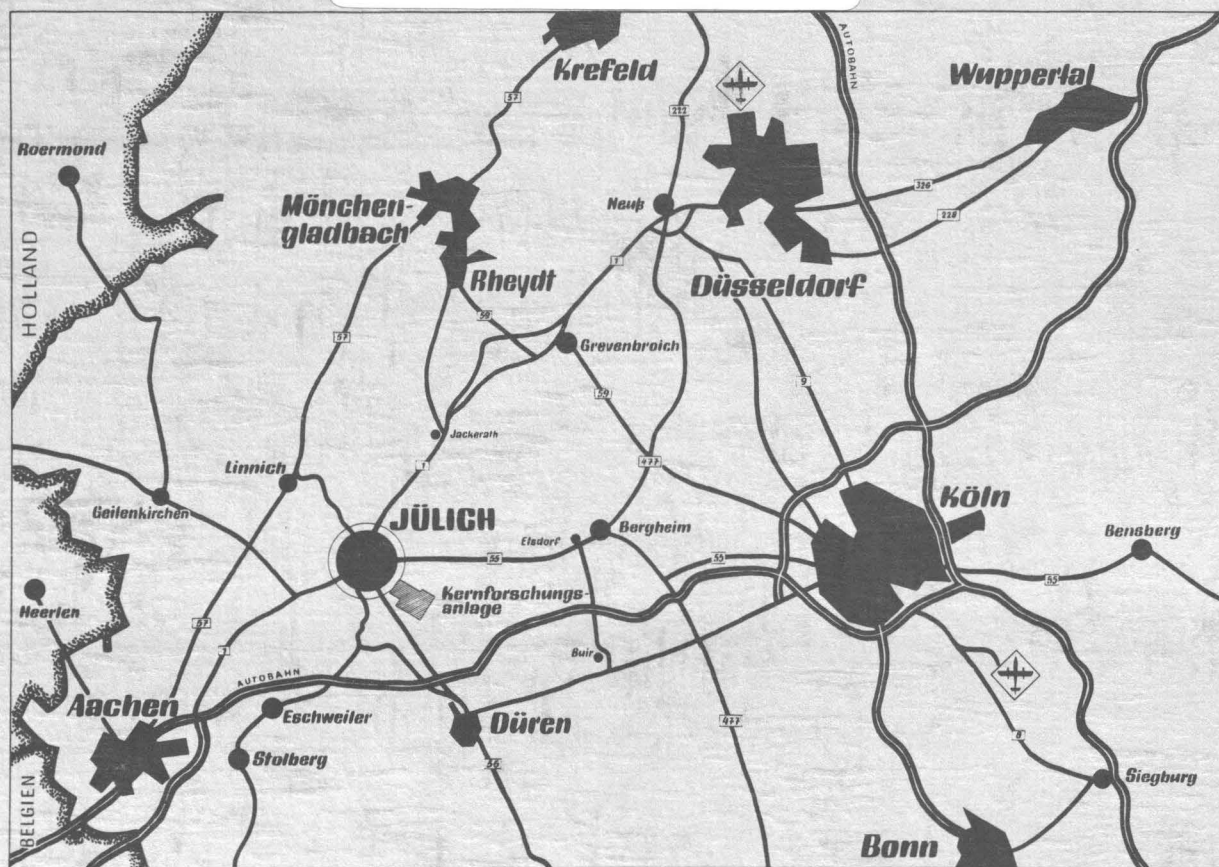 Krefeld
AUTOBAHN
Wuppertal
57
222
Roermond
326
Mönchen-
gladbach
Neuß
228
HOLLAND
1
Rheydt
Düsseldorf
59
57
Grevenbroich
9
59
Jackerath
Linnich
1
477
Geilenkirchen
Köln
JÜLICH
Elsdorf
Bergheim
Bensberg
55
55
55
Heerlen
Kernforschungs-
anlage
57
1
Buir
AUTOBAHN
Aachen
Eschweiler
Düren
477
8
Stolberg
56
Siegburg
BELGIEN
Bonn